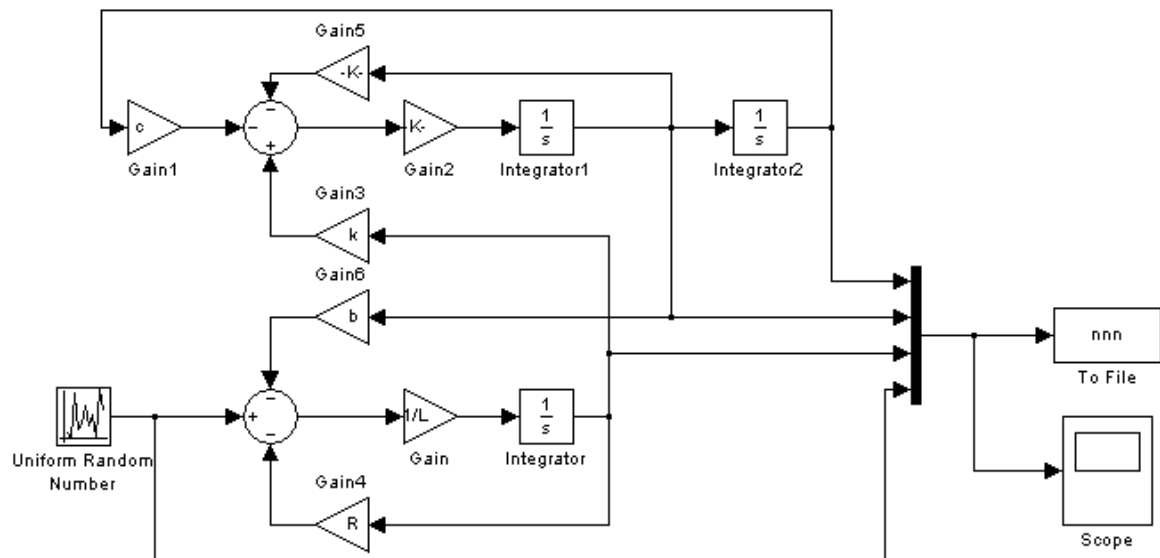 Gain5
-K-
c
Gain1
−
−
+
K-
Gain2
1
s
Integrator1
1
s
Integrator2
Gain3
k
Gain6
b
Uniform Random
Number
+
−
−
1/L
Gain
1
s
Integrator
Gain4
R
nnn
To File
Scope